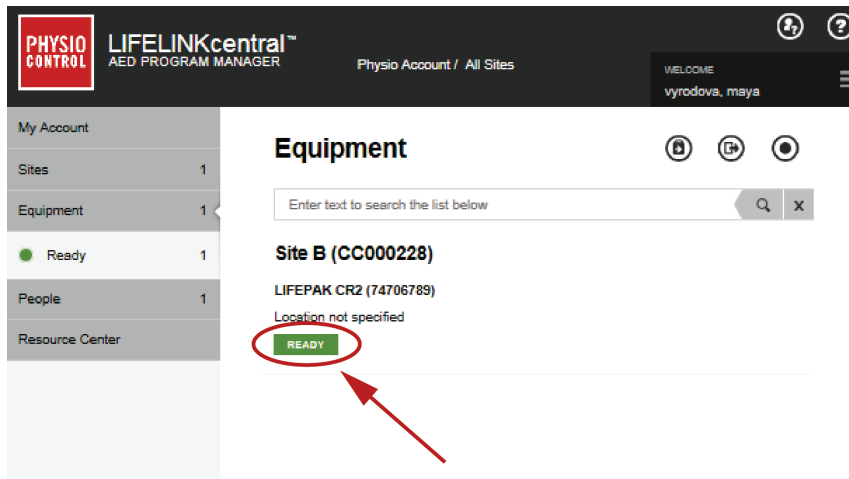 PHYSIO
CONTROL
LIFELINKcentral™
AED PROGRAM MANAGER
Physio Account / All Sites
WELCOME
vyrodova, maya
My Account
Sites 1
Equipment 1
Ready 1
People 1
Resource Center
Equipment
Enter text to search the list below
x
Site B (CC000228)
LIFEPAK CR2 (74706789)
Location not specified
READY